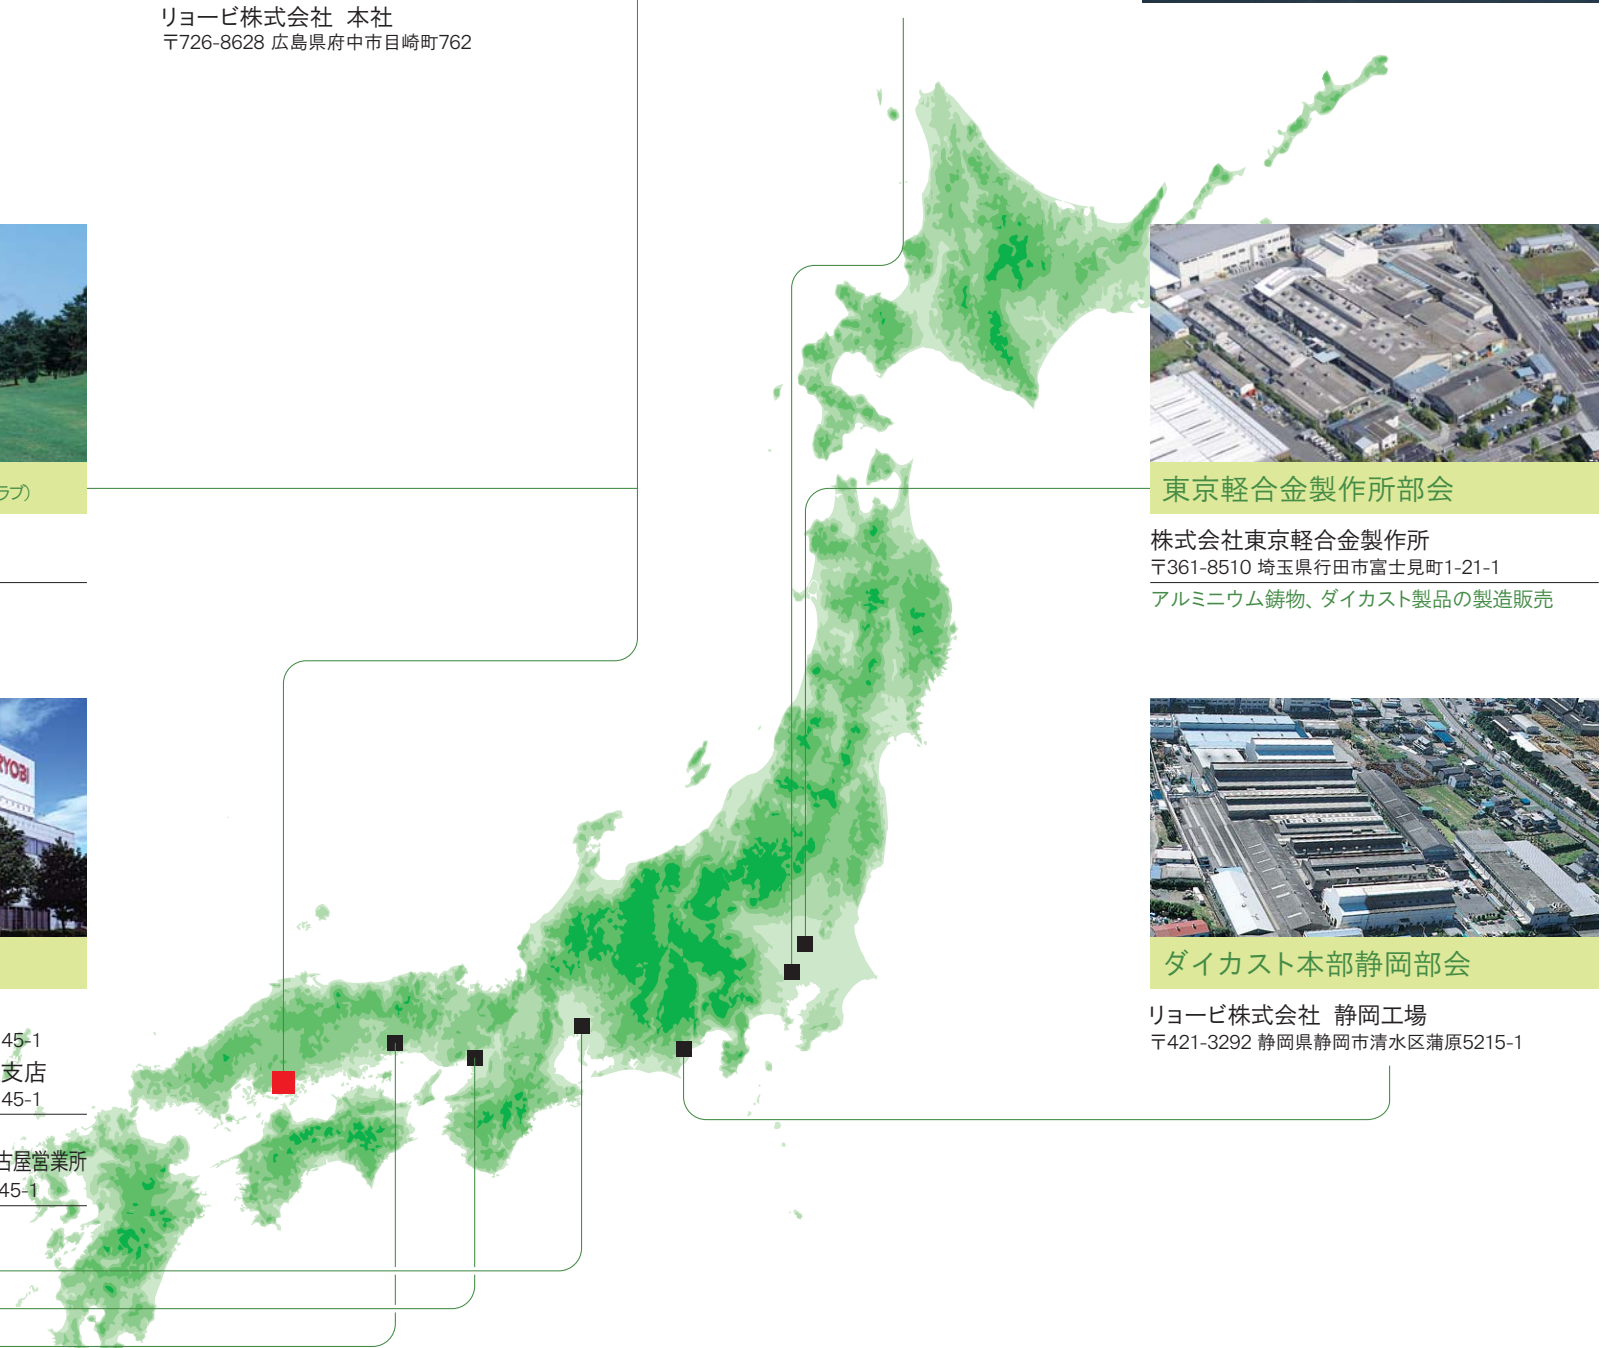 リョービ株式会社 本社
〒726-8628 広島県府中市目崎町762
ラブ）
東京軽合金製作所部会
株式会社東京軽合金製作所
〒361-8510 埼玉県行田市富士見町1-21-1
アルミニウム鋳物、ダイカスト製品の製造販売
RYOBI
ダイカスト本部静岡部会
リョービ株式会社 静岡工場
〒421-3292 静岡県静岡市清水区蒲原5215-1
45-1
支店
45-1
古屋営業所
45-1